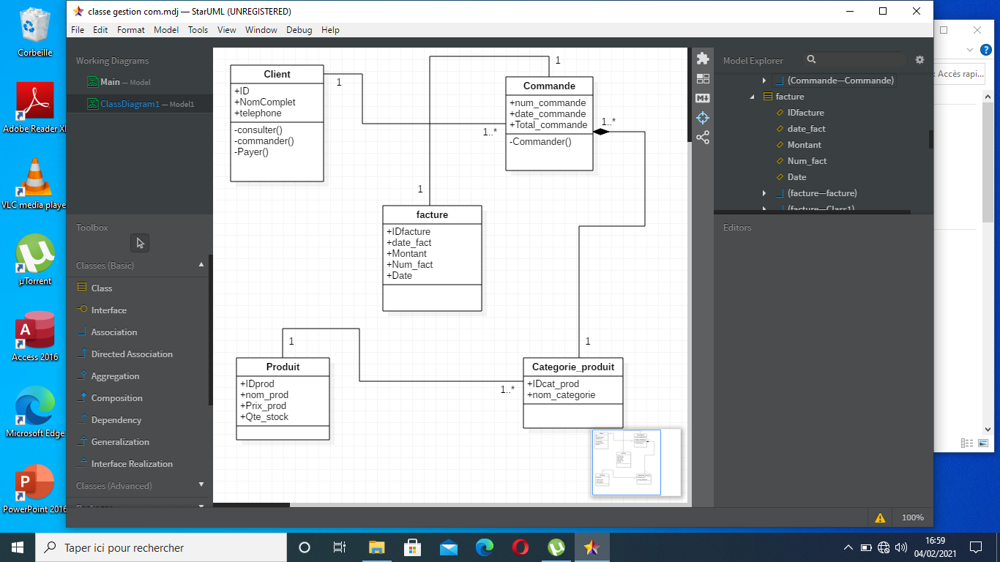 classe gestion com.mdj — StarUML (UNREGISTERED)
File Edit Format Model Tools View Window Debug Help
Corbeille
Adobe Reader XI
VLC media playe
µTorrent
Access 2016
Microsoft Edge
PowerPoint 2016
Working Diagrams
Main — Model
ClassDiagram1 — Model1
Toolbox
Classes (Basic)
Class
Interface
Association
Directed Association
Aggregation
Composition
Dependency
Generalization
Interface Realization
Classes (Advanced)
Client
+ID
+NomComplet
+telephone
-consulter()
-commander()
-Payer()
1
1..*
1
Commande
+num_commande
+date_commande
+Total_commande
-Commander()
1..*
1
facture
+IDfacture
+date_fact
+Montant
+Num_fact
+Date
1
Produit
+IDprod
+nom_prod
+Prix_prod
+Qte_stock
1..*
1
Categorie_produit
+IDcat_prod
+nom_categorie
Model Explorer
(Commande—Commande)
facture
IDfacture
date_fact
Montant
Num_fact
Date
(facture—facture)
(facture—Class1)
Editors
Accès rapi...
100%
Taper ici pour rechercher
16:59
04/02/2021